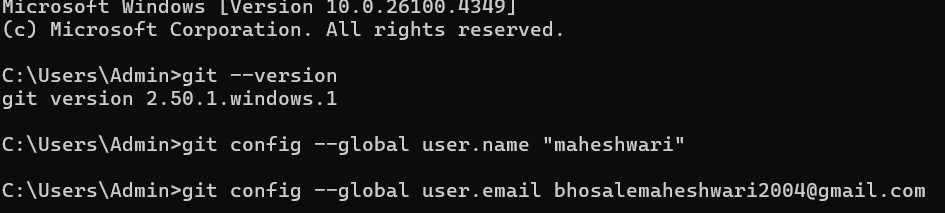 Microsoft Windows [Version 10.0.26100.4349]
(c) Microsoft Corporation. All rights reserved.
C:\Users\Admin>git --version
git version 2.50.1.windows.1
C:\Users\Admin>git config --global user.name "maheshwari"
C:\Users\Admin>git config --global user.email bhosalemaheshwari2004@gmail.com